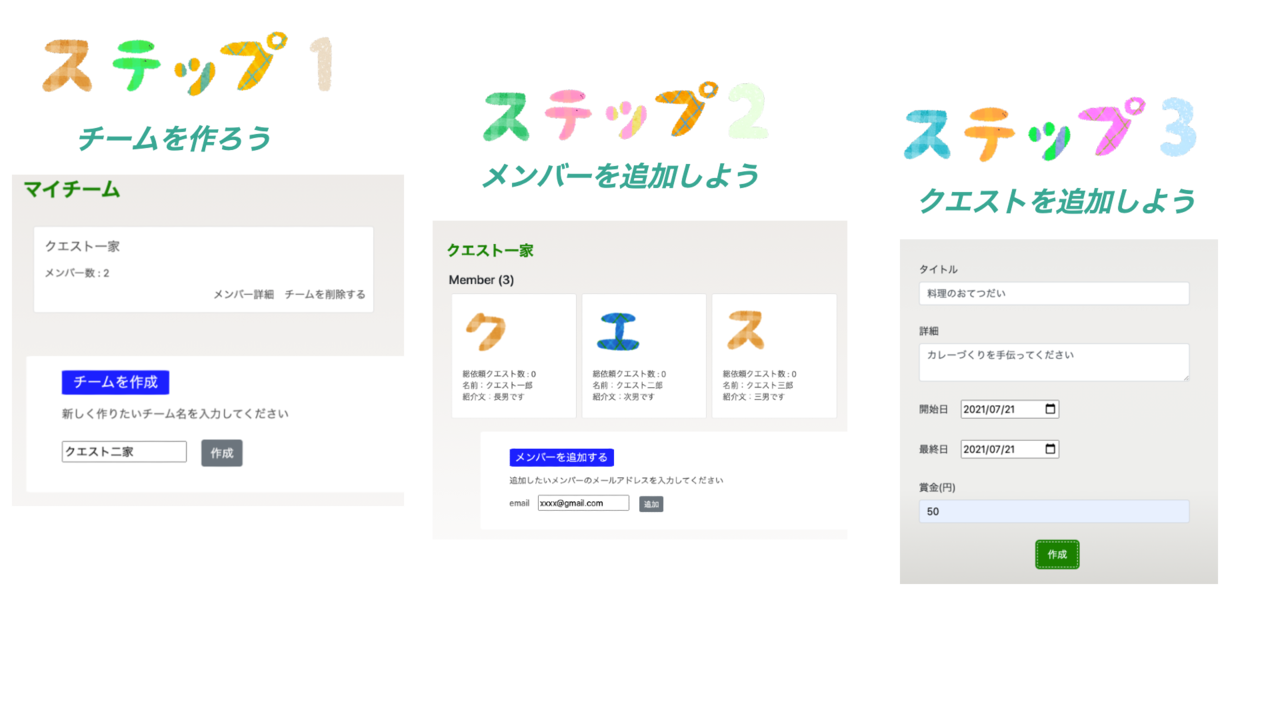 ステップ 1
チームを作ろう
マイチーム
クエスト一家
メンバー数 : 2
メンバー詳細 チームを削除する
チームを作成
新しく作りたいチーム名を入力してください
クエスト二家 作成
ステップ 2
メンバーを追加しよう
クエスト一家
Member (3)
ク
総依頼クエスト数 : 0
名前：クエスト一郎
紹介文：長男です
エ
総依頼クエスト数 : 0
名前：クエスト二郎
紹介文：次男です
ス
総依頼クエスト数 : 0
名前：クエスト三郎
紹介文：三男です
メンバーを追加する
追加したいメンバーのメールアドレスを入力してください
email xxxx@gmail.com 追加
ステップ 3
クエストを追加しよう
タイトル
料理のおてつだい
詳細
カレーづくりを手伝ってください
開始日 2021/07/21
最終日 2021/07/21
賞金(円)
50
作成